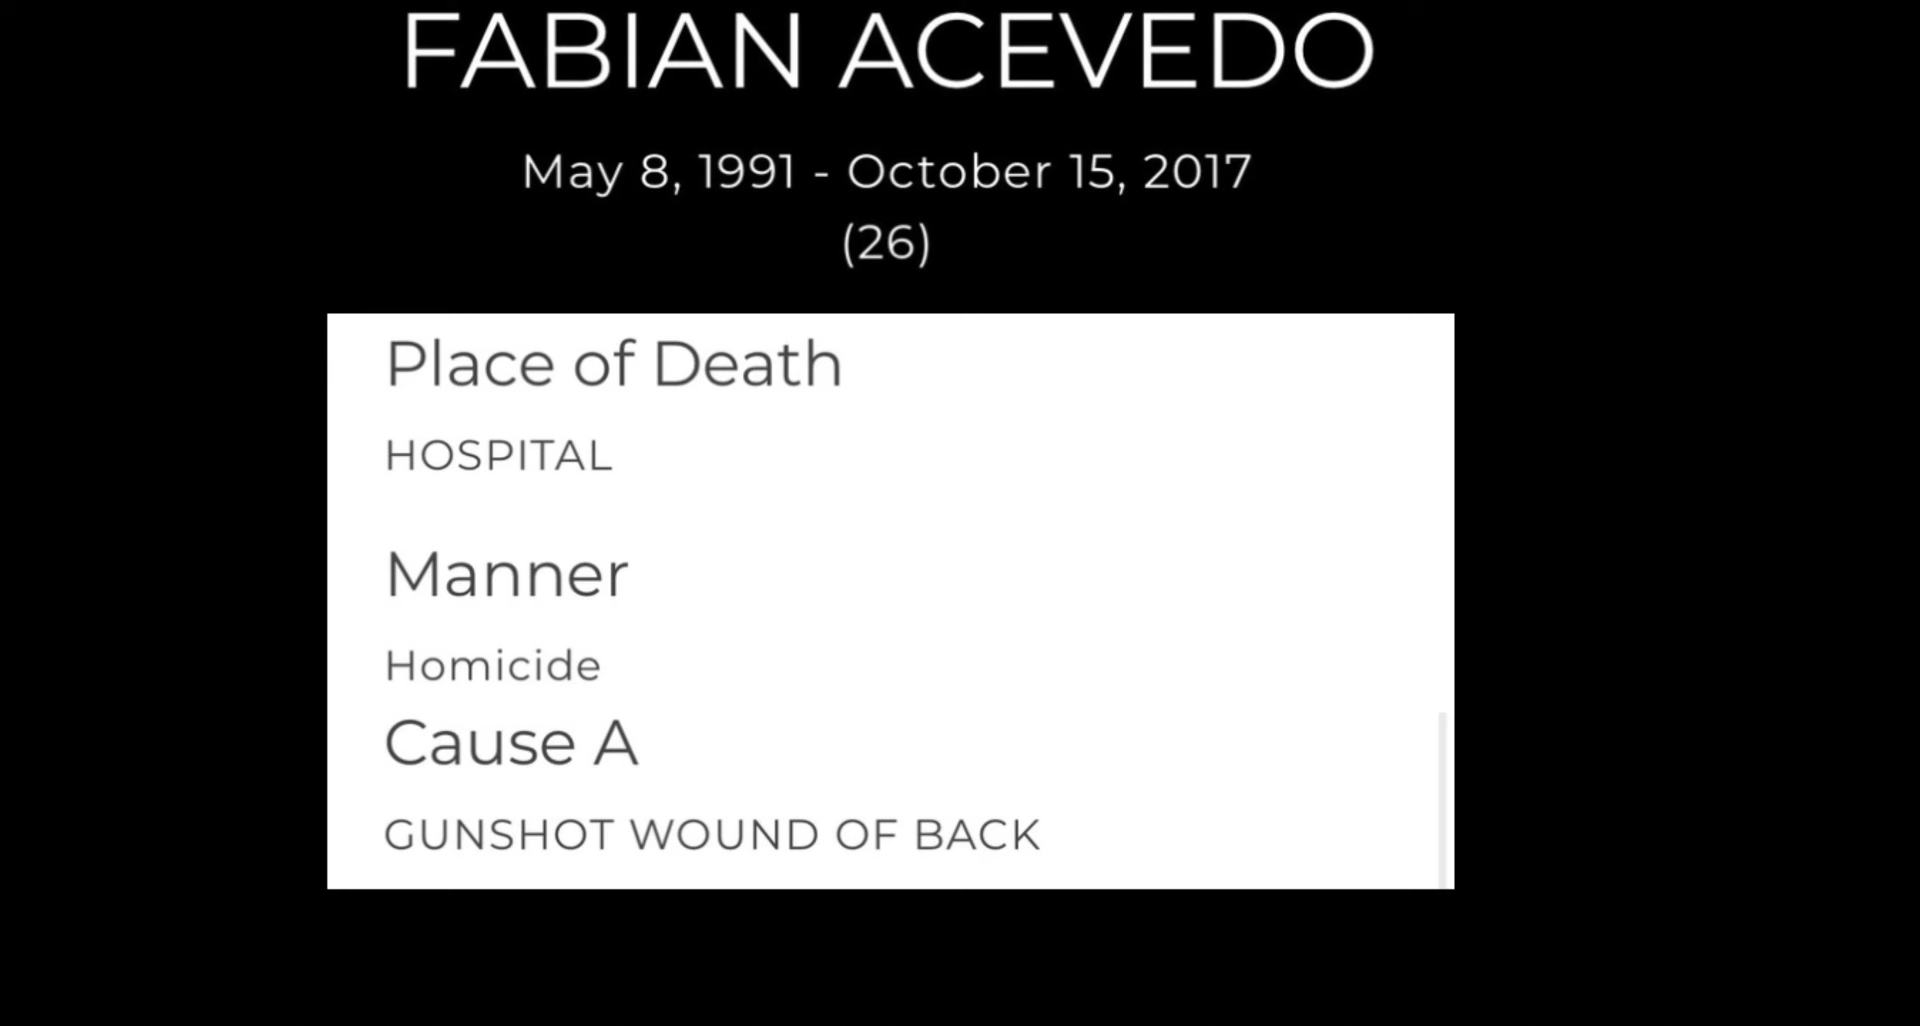 FABIAN ACEVEDO
May 8, 1991 - October 15, 2017
(26)
Place of Death
HOSPITAL
Manner
Homicide
Cause A
GUNSHOT WOUND OF BACK